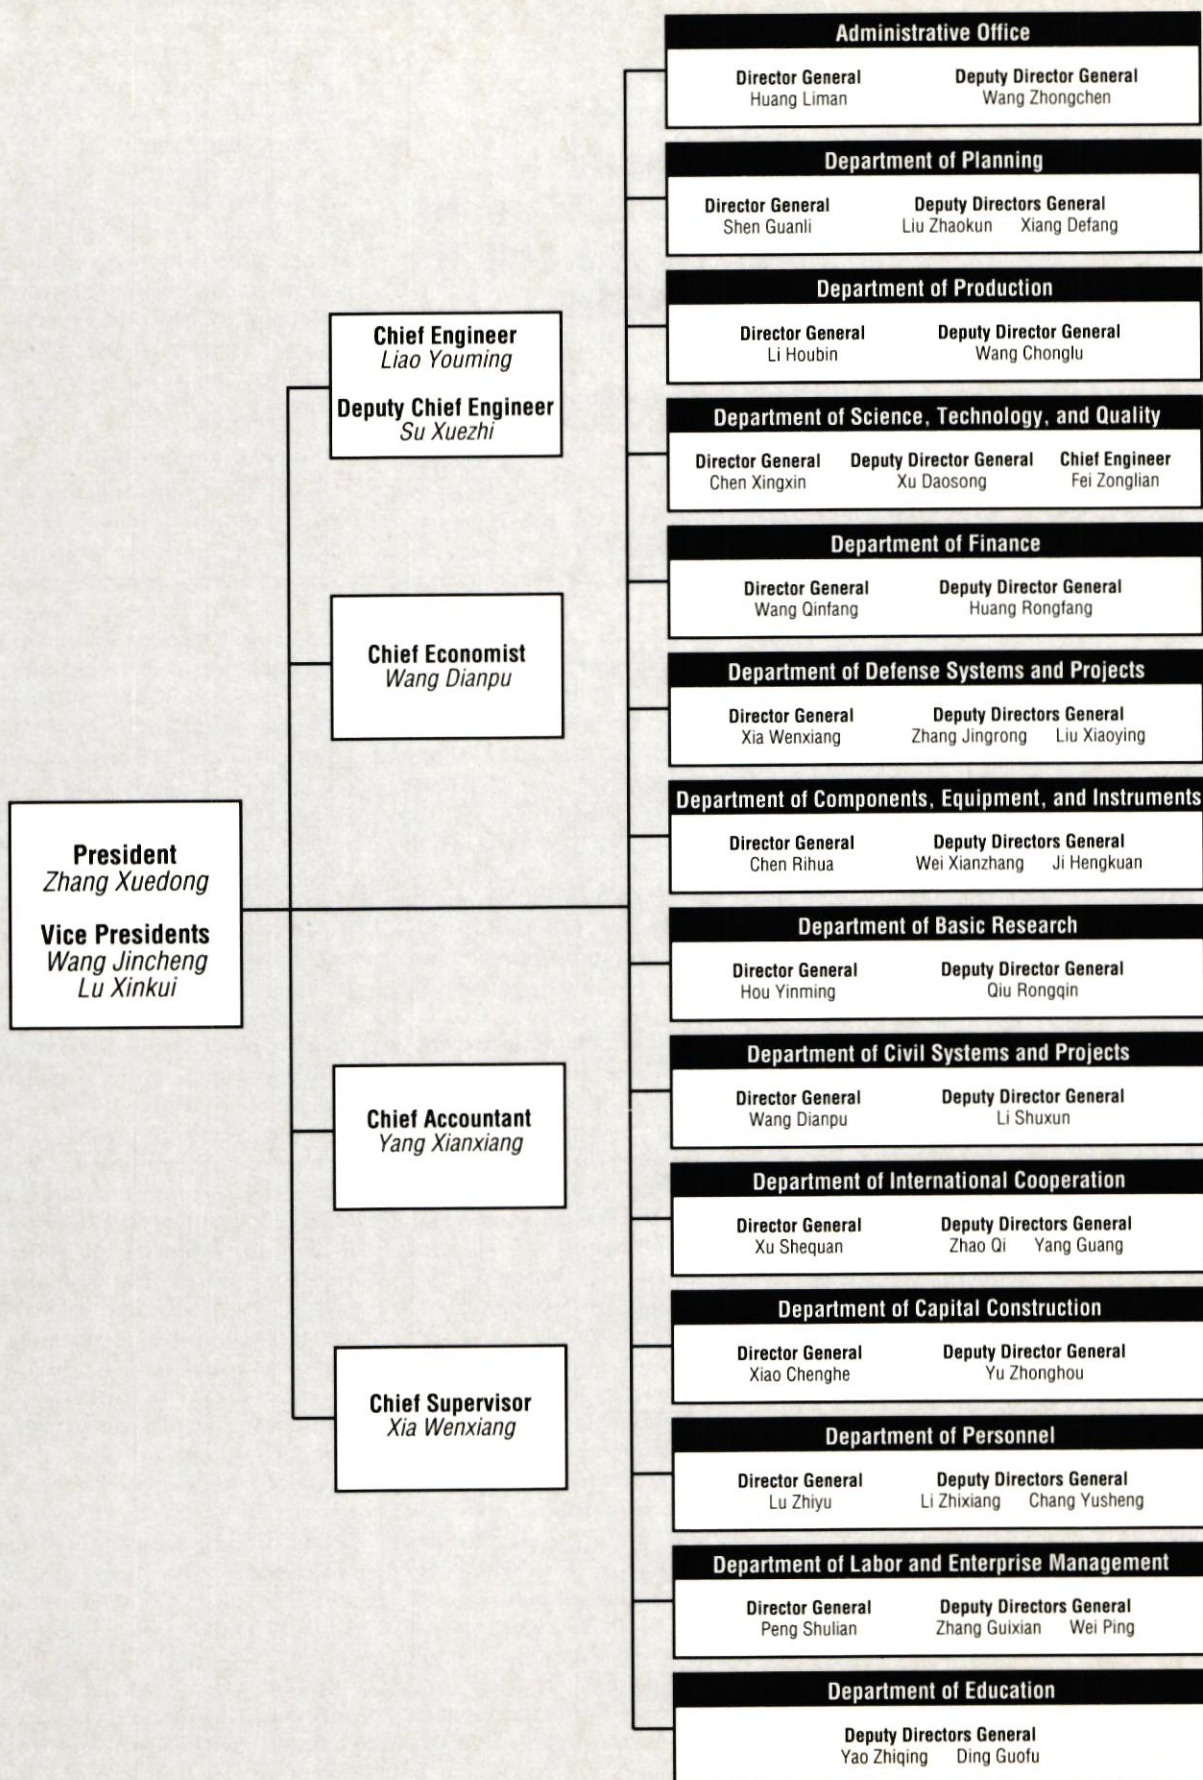 President
Zhang Xuedong
Vice Presidents
Wang Jincheng
Lu Xinkui
Chief Engineer
Liao Youming
Deputy Chief Engineer
Su Xuezhi
Chief Economist
Wang Dianpu
Chief Accountant
Yang Xianxiang
Chief Supervisor
Xia Wenxiang
Administrative Office
Director General Deputy Director General
Huang Liman Wang Zhongchen
Department of Planning
Director General Deputy Directors General
Shen Guanli Liu Zhaokun Xiang Defang
Department of Production
Director General Deputy Director General
Li Houbin Wang Chonglu
Department of Science, Technology, and Quality
Director General Deputy Director General Chief Engineer
Chen Xingxin Xu Daosong Fei Zonglian
Department of Finance
Director General Deputy Director General
Wang Qinfang Huang Rongfang
Department of Defense Systems and Projects
Director General Deputy Directors General
Xia Wenxiang Zhang Jingrong Liu Xiaoying
Department of Components, Equipment, and Instruments
Director General Deputy Directors General
Chen Rihua Wei Xianzhang Ji Hengkuan
Department of Basic Research
Director General Deputy Director General
Hou Yinming Qiu Rongqin
Department of Civil Systems and Projects
Director General Deputy Director General
Wang Dianpu Li Shuxun
Department of International Cooperation
Director General Deputy Directors General
Xu Shequan Zhao Qi Yang Guang
Department of Capital Construction
Director General Deputy Director General
Xiao Chenghe Yu Zhonghou
Department of Personnel
Director General Deputy Directors General
Lu Zhiyu Li Zhixiang Chang Yusheng
Department of Labor and Enterprise Management
Director General Deputy Directors General
Peng Shulian Zhang Guixian Wei Ping
Department of Education
Deputy Directors General
Yao Zhiqing Ding Guofu